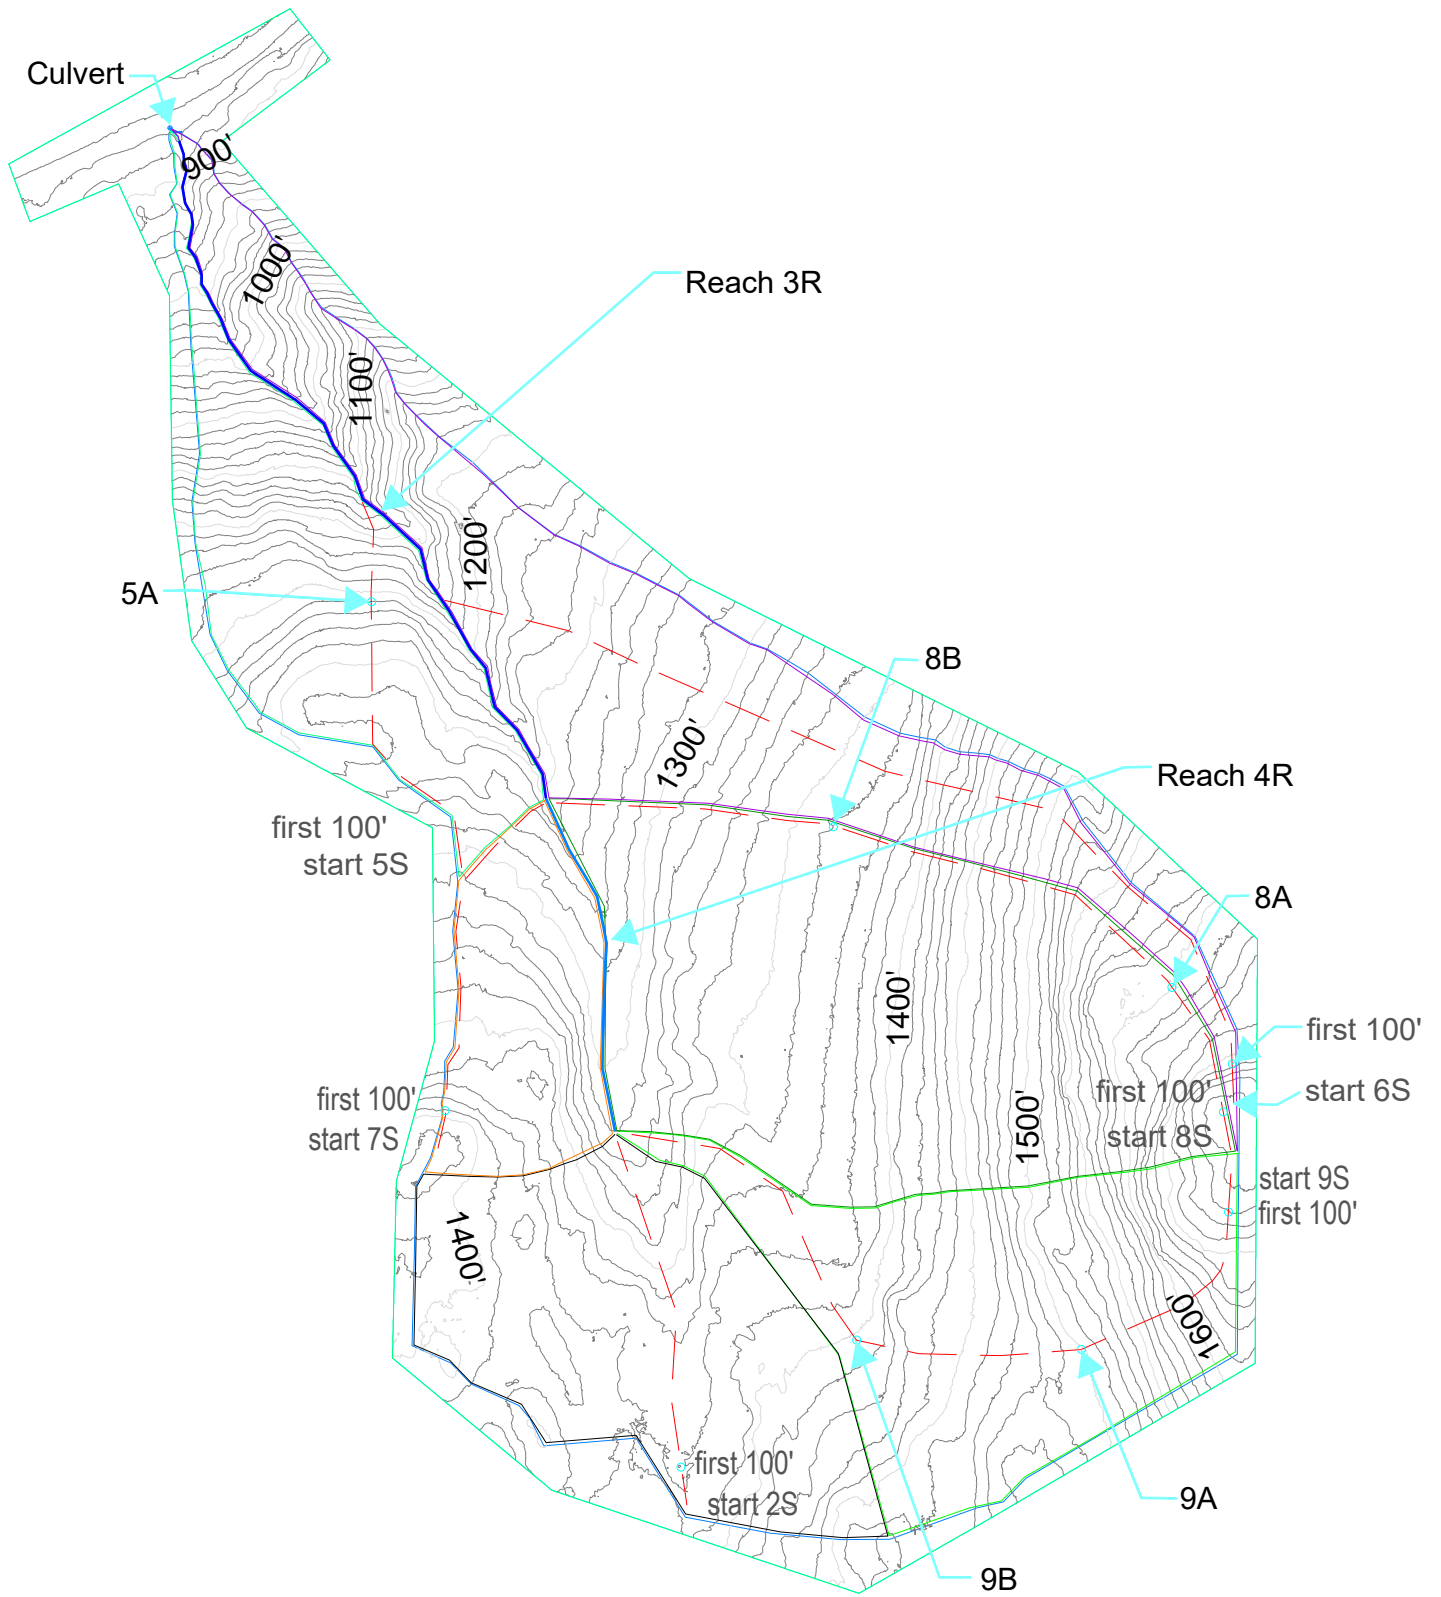 Culvert
900'
1000'
Reach 3R
1100'
1200'
5A
8B
1300'
Reach 4R
first 100'
start 5S
8A
1400'
first 100'
first 100'
start 8S
start 6S
first 100'
start 7S
1500'
start 9S
first 100'
1400'
1600'
first 100'
start 2S
9A
9B